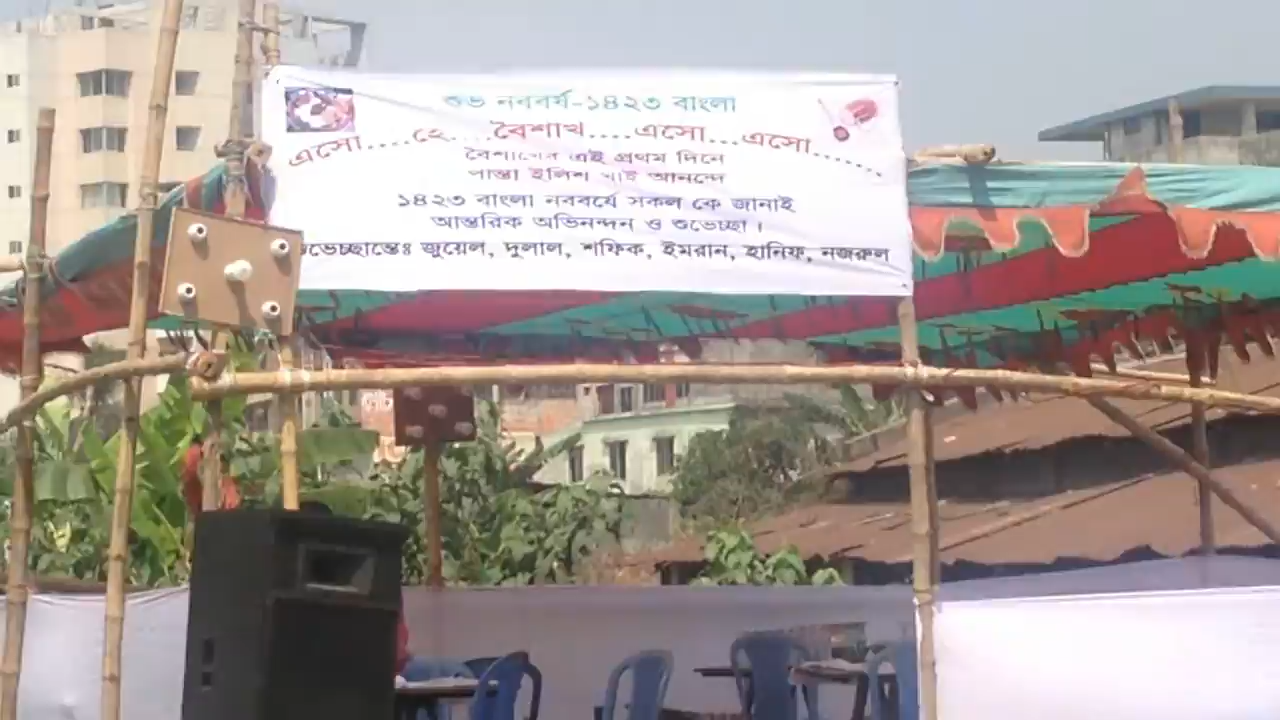 শুভ নববর্ষ-১৪২৩ বাংলা
এসো....হে....বৈশাখ....এসো...এসো......
বৈশাখের এই প্রথম দিনে
পান্তা ইলিশ খাই আনন্দে
১৪২৩ বাংলা নববর্ষে সকল কে জানাই
আন্তরিক অভিনন্দন ও শুভেচ্ছা।
শুভেচ্ছান্তেঃ জুয়েল, দুলাল, শফিক, ইমরান, হানিফ, নজরুল